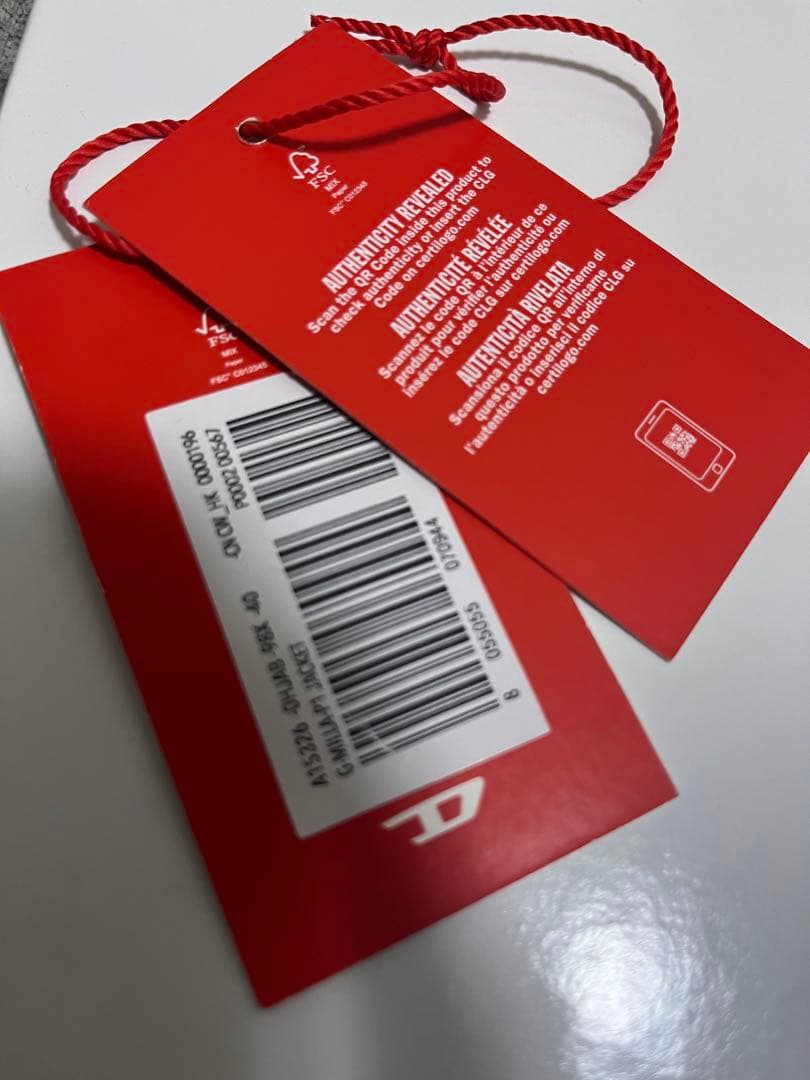 FSC
MIX
Paper
FSC® C012345
AUTHENTICITY REVEALED
Scan the QR Code inside this product to
check authenticity or insert the CLG
Code on certilogo.com
AUTHENTICITÉ RÉVÉLÉE
Scannez le code QR à l'intérieur de ce
produit pour vérifier l'authenticité ou
insérez le code CLG sur certilogo.com
AUTENTICITÀ RIVELATA
Scansiona il codice QR all'interno di
questo prodotto per verificarne
l'autenticità o inserisci il codice CLG su
certilogo.com
FSC
MIX
Paper
FSC® C012345
A15326 -0HJAB -9BX -40 -CN CN_HK 0000196
G-MILLA-P1 JACKET
P0002 00567
8 055095 070944